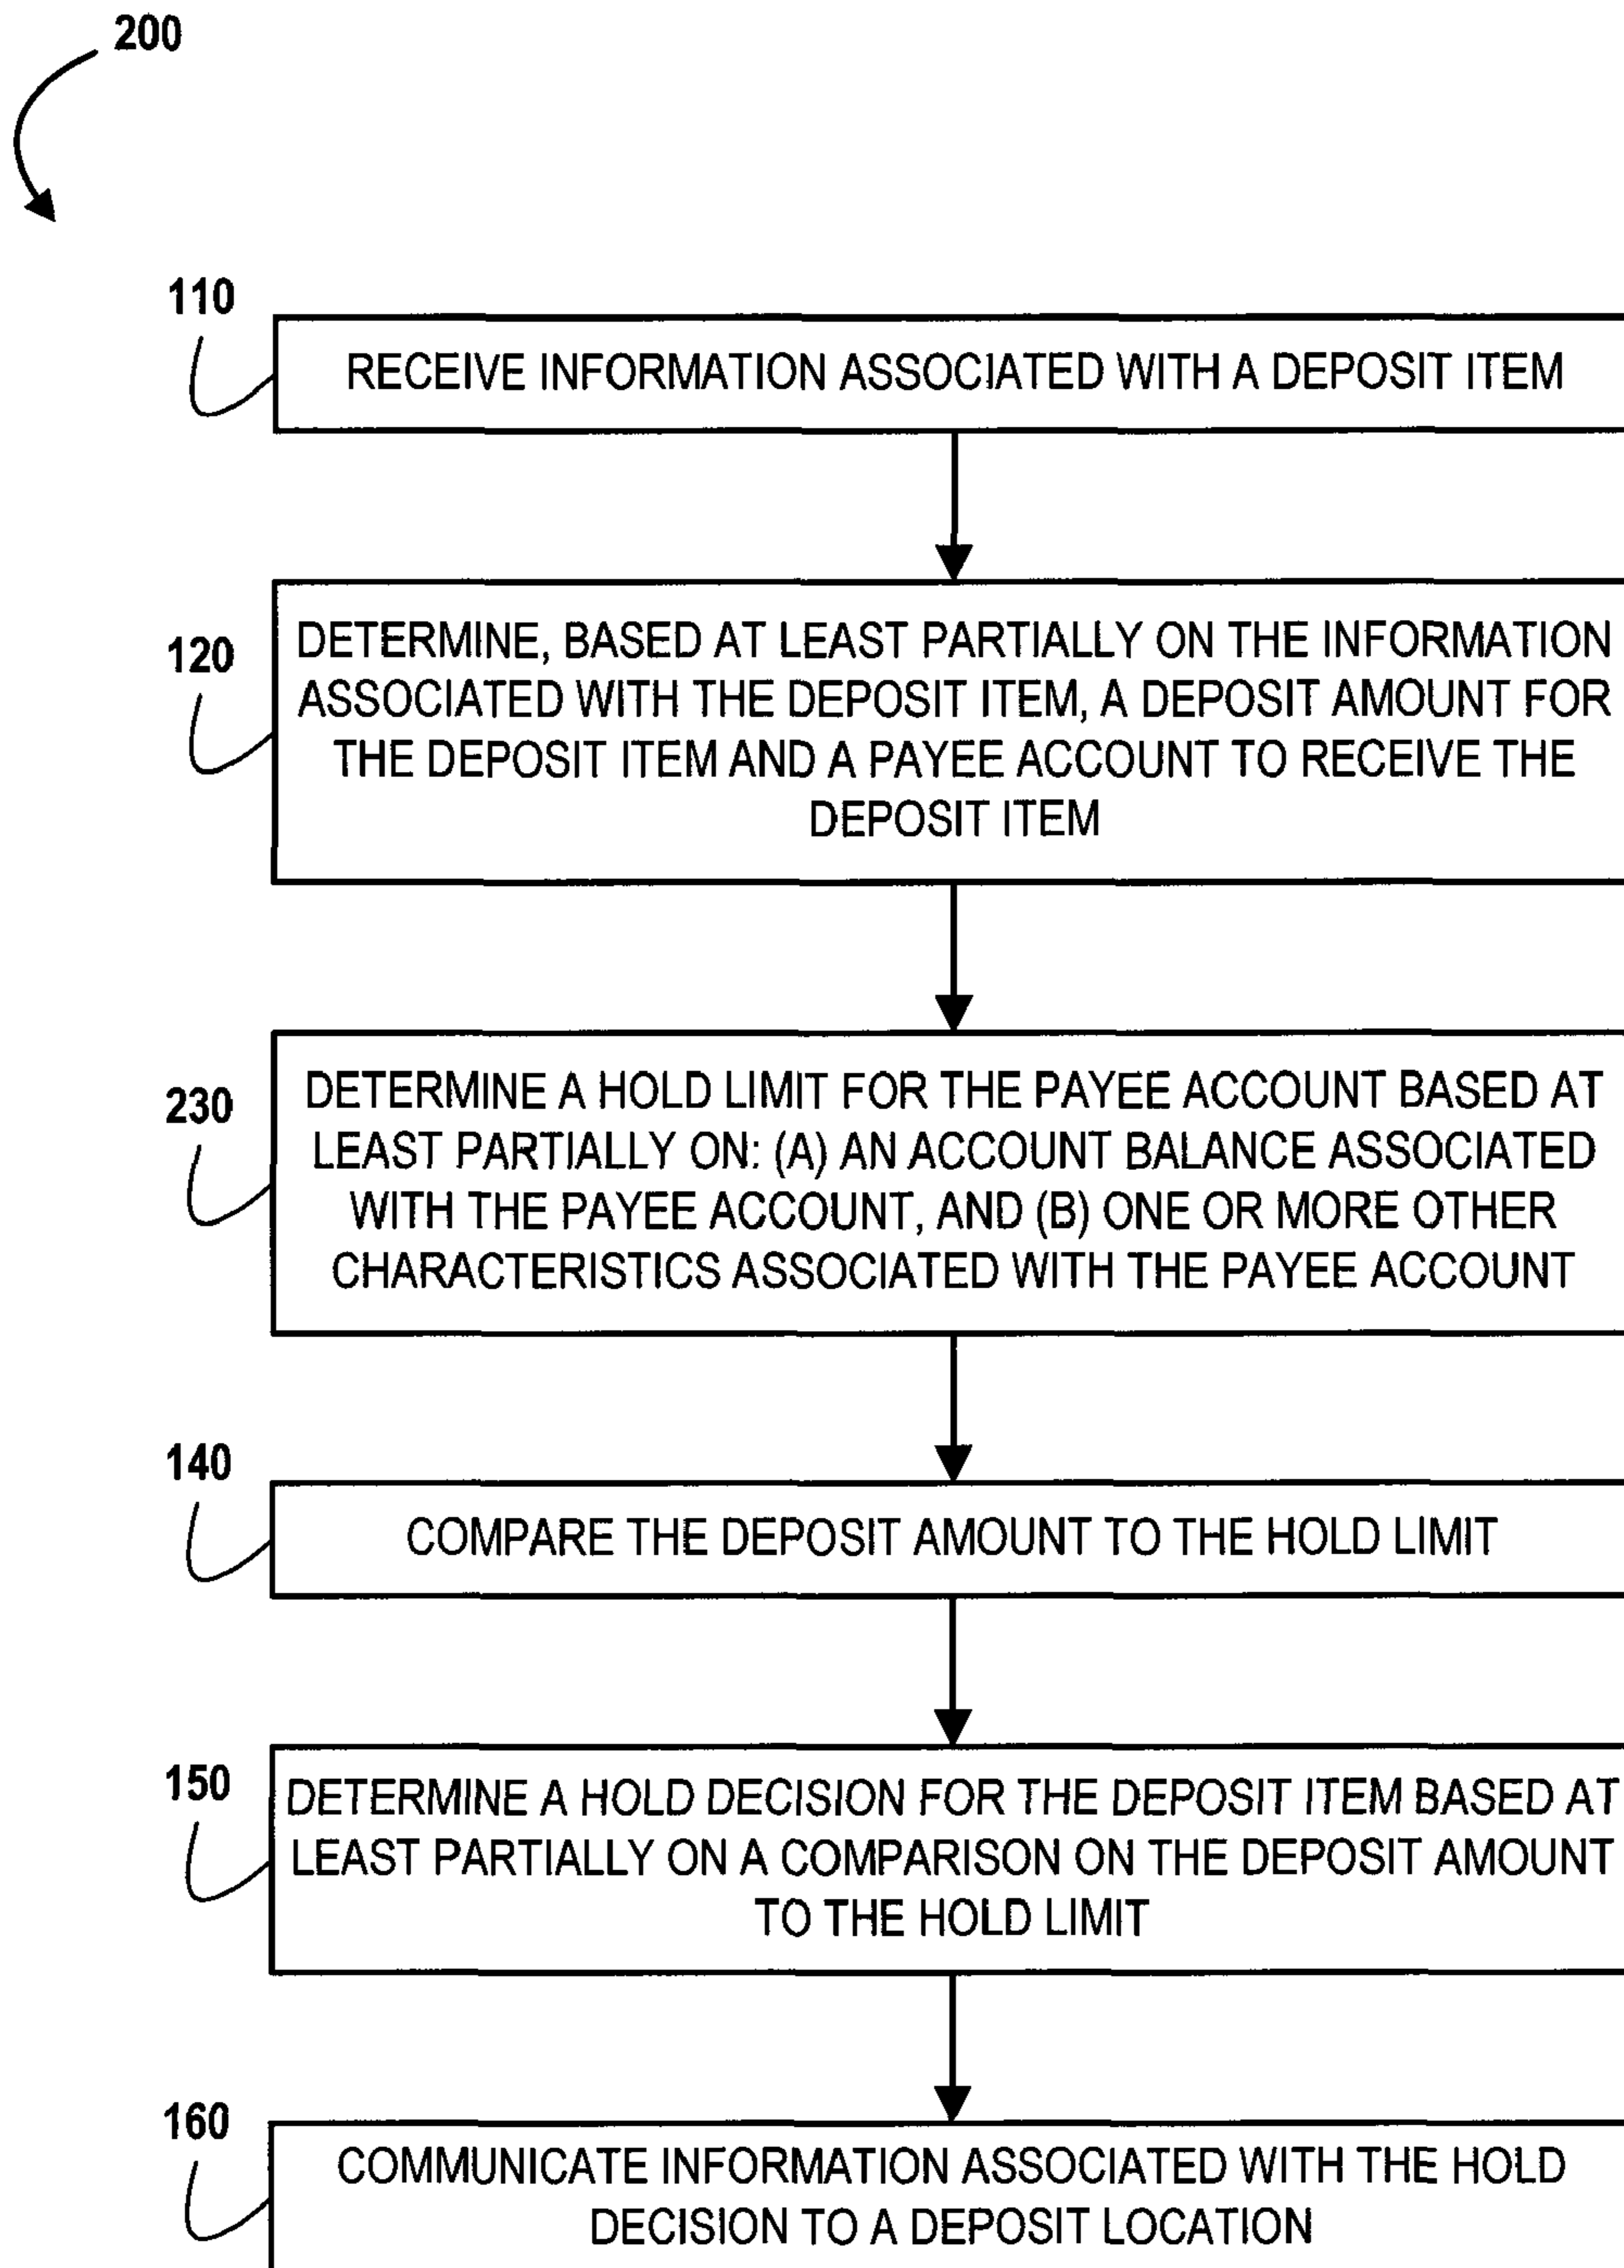 200
110
RECEIVE INFORMATION ASSOCIATED WITH A DEPOSIT ITEM
120
DETERMINE, BASED AT LEAST PARTIALLY ON THE INFORMATION
ASSOCIATED WITH THE DEPOSIT ITEM, A DEPOSIT AMOUNT FOR
THE DEPOSIT ITEM AND A PAYEE ACCOUNT TO RECEIVE THE
DEPOSIT ITEM
230
DETERMINE A HOLD LIMIT FOR THE PAYEE ACCOUNT BASED AT
LEAST PARTIALLY ON: (A) AN ACCOUNT BALANCE ASSOCIATED
WITH THE PAYEE ACCOUNT, AND (B) ONE OR MORE OTHER
CHARACTERISTICS ASSOCIATED WITH THE PAYEE ACCOUNT
140
COMPARE THE DEPOSIT AMOUNT TO THE HOLD LIMIT
150
DETERMINE A HOLD DECISION FOR THE DEPOSIT ITEM BASED AT
LEAST PARTIALLY ON A COMPARISON ON THE DEPOSIT AMOUNT
TO THE HOLD LIMIT
160
COMMUNICATE INFORMATION ASSOCIATED WITH THE HOLD
DECISION TO A DEPOSIT LOCATION